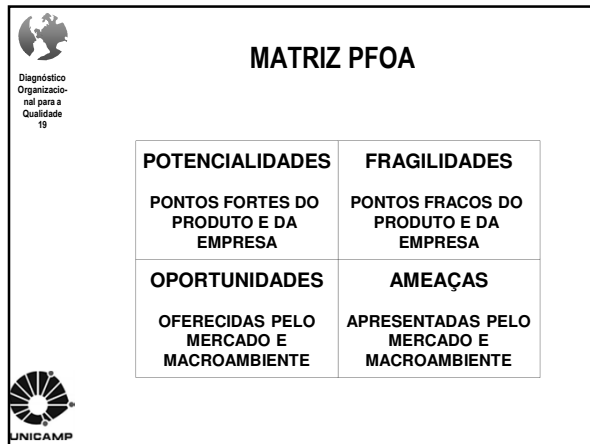 MATRIZ PFOA
Diagnóstico
Organizacio-
nal para a
Qualidade
19
POTENCIALIDADES
PONTOS FORTES DO
PRODUTO E DA
EMPRESA
FRAGILIDADES
PONTOS FRACOS DO
PRODUTO E DA
EMPRESA
OPORTUNIDADES
OFERECIDAS PELO
MERCADO E
MACROAMBIENTE
AMEAÇAS
APRESENTADAS PELO
MERCADO E
MACROAMBIENTE
UNICAMP